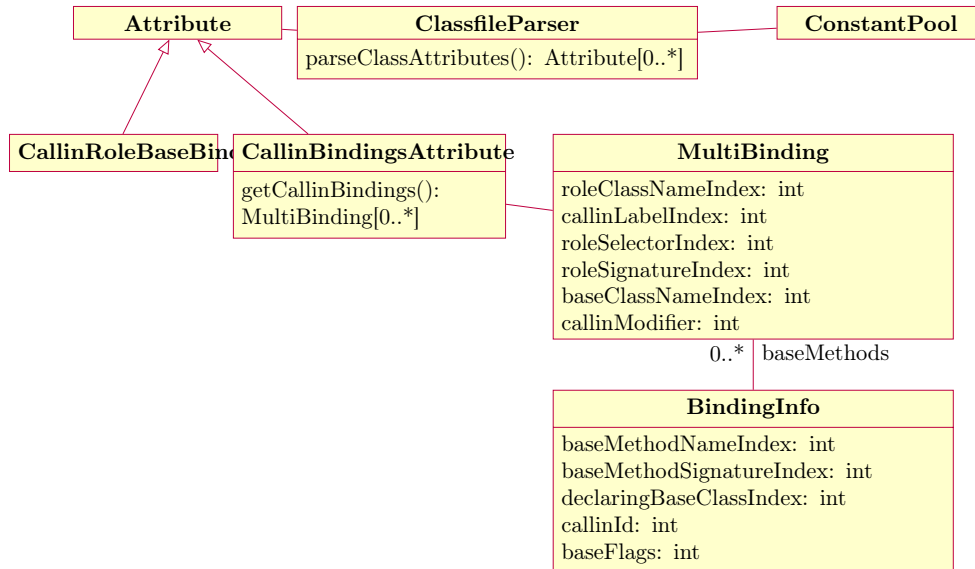 Attribute
ClassfileParser
parseClassAttributes(): Attribute[0..*]
ConstantPool
CallinRoleBaseBin
CallinBindingsAttribute
getCallinBindings():
MultiBinding[0..*]
MultiBinding
roleClassNameIndex: int
callinLabelIndex: int
roleSelectorIndex: int
roleSignatureIndex: int
baseClassNameIndex: int
callinModifier: int
0..* baseMethods
BindingInfo
baseMethodNameIndex: int
baseMethodSignatureIndex: int
declaringBaseClassIndex: int
callinId: int
baseFlags: int